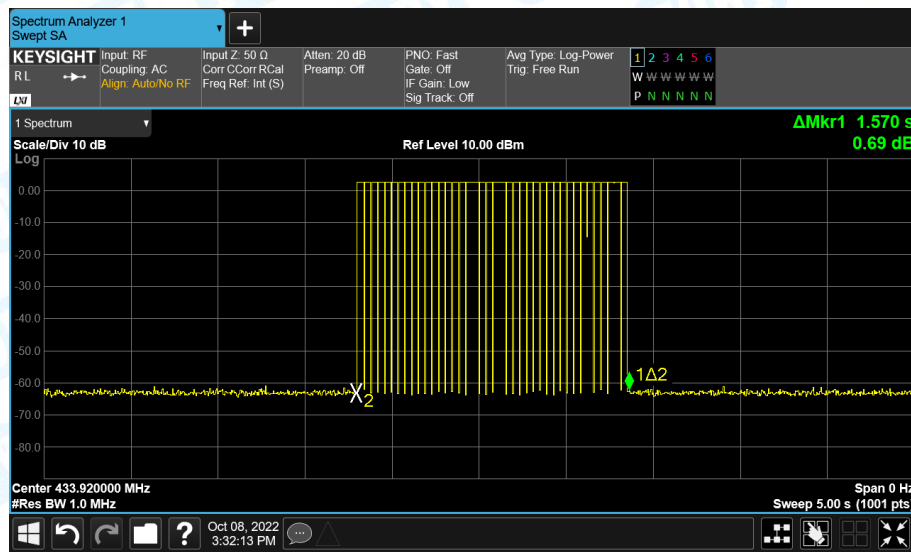 Spectrum Analyzer 1
Swept SA
KEYSIGHT Input: RF Input Z: 50 Ω Atten: 20 dB PNO: Fast Avg Type: Log-Power 1 2 3 4 5 6
R L Coupling: AC Corr CCorr RCal Preamp: Off Gate: Off Trig: Free Run W W W W W W
Align: Auto/No RF Freq Ref: Int (S) IF Gain: Low P N N N N N
LXI Sig Track: Off
1 Spectrum ΔMkr1 1.570 s
Scale/Div 10 dB Ref Level 10.00 dBm 0.69 dB
Log
0.00
-10.0
-20.0
-30.0
-40.0
-50.0
-60.0
1Δ2
2
-70.0
-80.0
Center 433.920000 MHz Span 0 Hz
#Res BW 1.0 MHz Sweep 5.00 s (1001 pts)
? Oct 08, 2022
3:32:13 PM